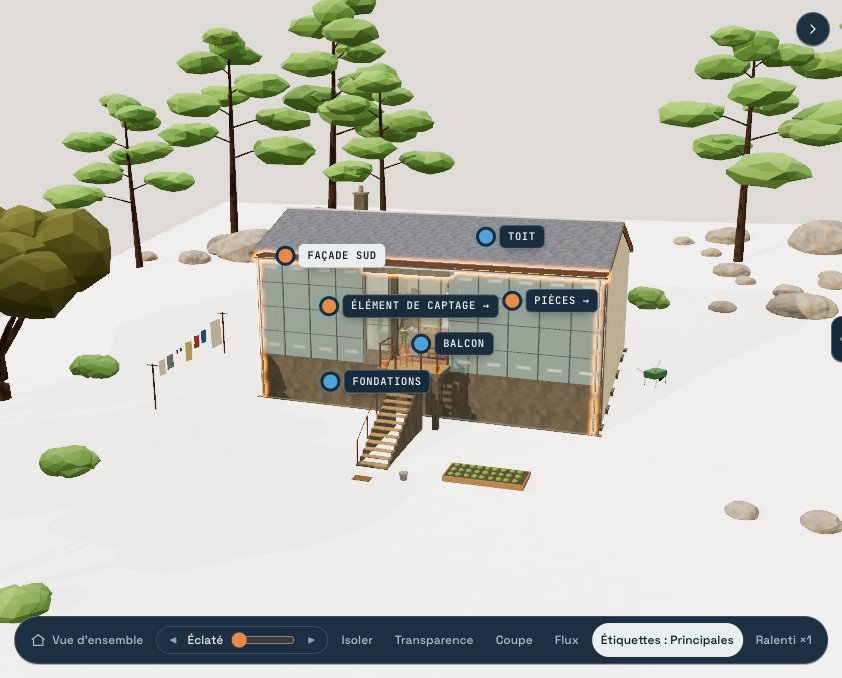 TOIT
FAÇADE SUD
ÉLÉMENT DE CAPTAGE →
PIÈCES →
BALCON
FONDATIONS
Vue d'ensemble
◄ Éclaté ►
Isoler
Transparence
Coupe
Flux
Étiquettes : Principales
Ralenti ×1